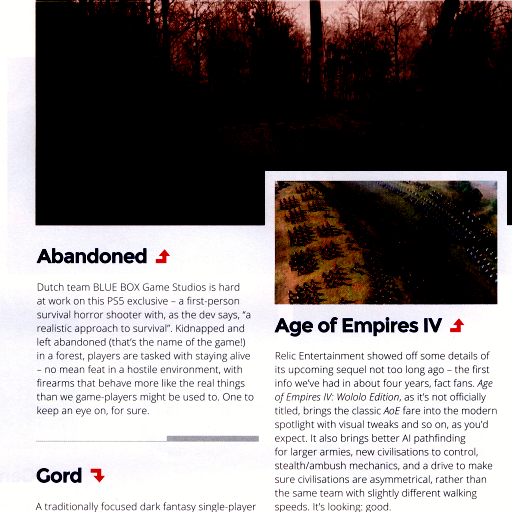 Abandoned
Dutch team BLUE BOX Game Studios is hard
at work on this PS5 exclusive – a first-person
survival horror shooter with, as the dev says, “a
realistic approach to survival”. Kidnapped and
left abandoned (that’s the name of the game!)
in a forest, players are tasked with staying alive
– no mean feat in a hostile environment, with
firearms that behave more like the real things
than we game-players might be used to. One to
keep an eye on, for sure.
Gord
A traditionally focused dark fantasy single-player
Age of Empires IV
Relic Entertainment showed off some details of
its upcoming sequel not too long ago – the first
info we’ve had in about four years, fact fans. Age
of Empires IV: Wololo Edition, as it’s not officially
titled, brings the classic AoE fare into the modern
spotlight with visual tweaks and so on, as you’d
expect. It also brings better AI pathfinding
for larger armies, new civilisations to control,
stealth/ambush mechanics, and a drive to make
sure civilisations are asymmetrical, rather than
the same team with slightly different walking
speeds. It’s looking: good.